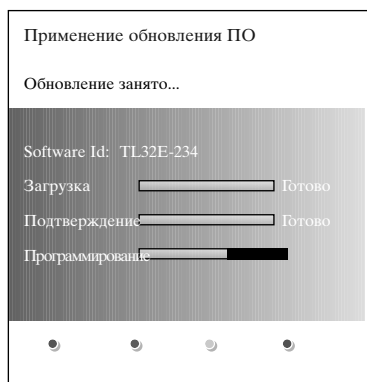 Применение обновления ПО
Обновление занято...
Software Id: TL32E-234
Загрузка Готово
Подтверждение Готово
Программирование